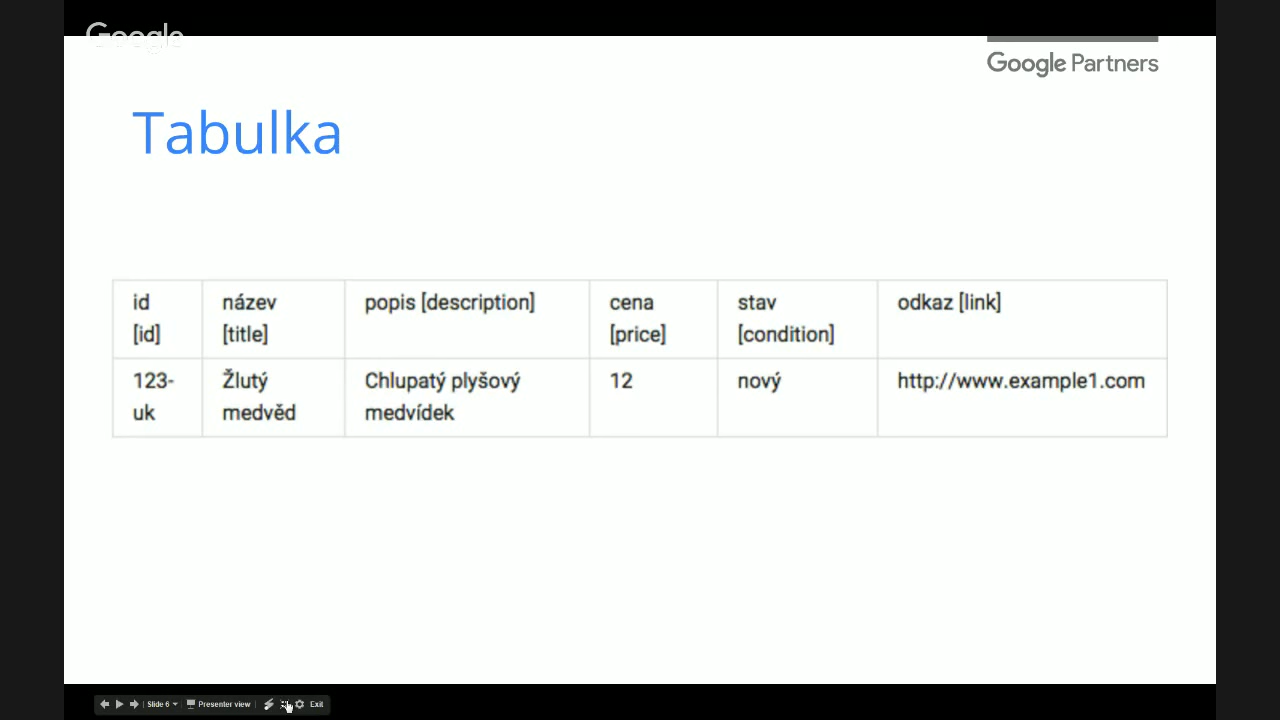 Google
Google Partners
Tabulka
id
[id]
název
[title]
popis [description]
cena
[price]
stav
[condition]
odkaz [link]
123-
uk
Žlutý
medvěd
Chlupatý plyšový
medvídek
12
nový
http://www.example1.com
Slide 6
Presenter view
Exit